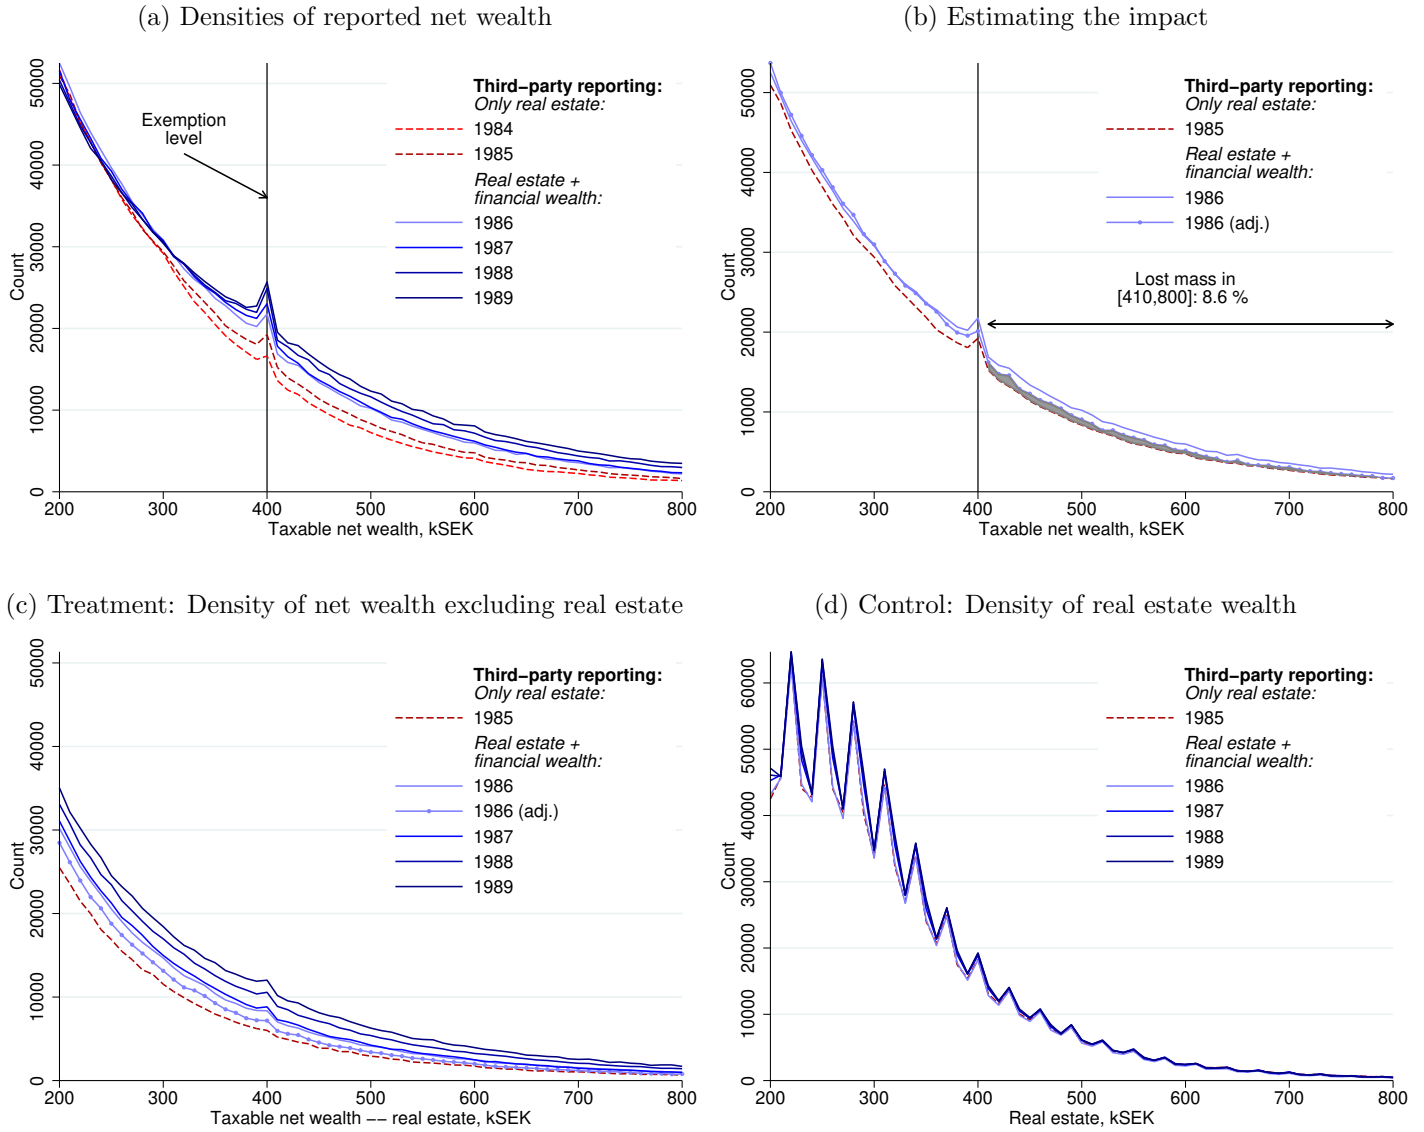 (a) Densities of reported net wealth
Count
0
10000
20000
30000
40000
50000
200
300
400
500
600
700
800
Taxable net wealth, kSEK
Exemption
level
Third−party reporting:
Only real estate:
1984
1985
Real estate +
financial wealth:
1986
1987
1988
1989
(b) Estimating the impact
Count
0
10000
20000
30000
40000
50000
200
300
400
500
600
700
800
Taxable net wealth, kSEK
Third−party reporting:
Only real estate:
1985
Real estate +
financial wealth:
1986
1986 (adj.)
Lost mass in
[410,800]: 8.6 %
(c) Treatment: Density of net wealth excluding real estate
Count
0
10000
20000
30000
40000
50000
200
300
400
500
600
700
800
Taxable net wealth −− real estate, kSEK
Third−party reporting:
Only real estate:
1985
Real estate +
financial wealth:
1986
1986 (adj.)
1987
1988
1989
(d) Control: Density of real estate wealth
Count
0
10000
20000
30000
40000
50000
60000
200
300
400
500
600
700
800
Real estate, kSEK
Third−party reporting:
Only real estate:
1985
Real estate +
financial wealth:
1986
1987
1988
1989